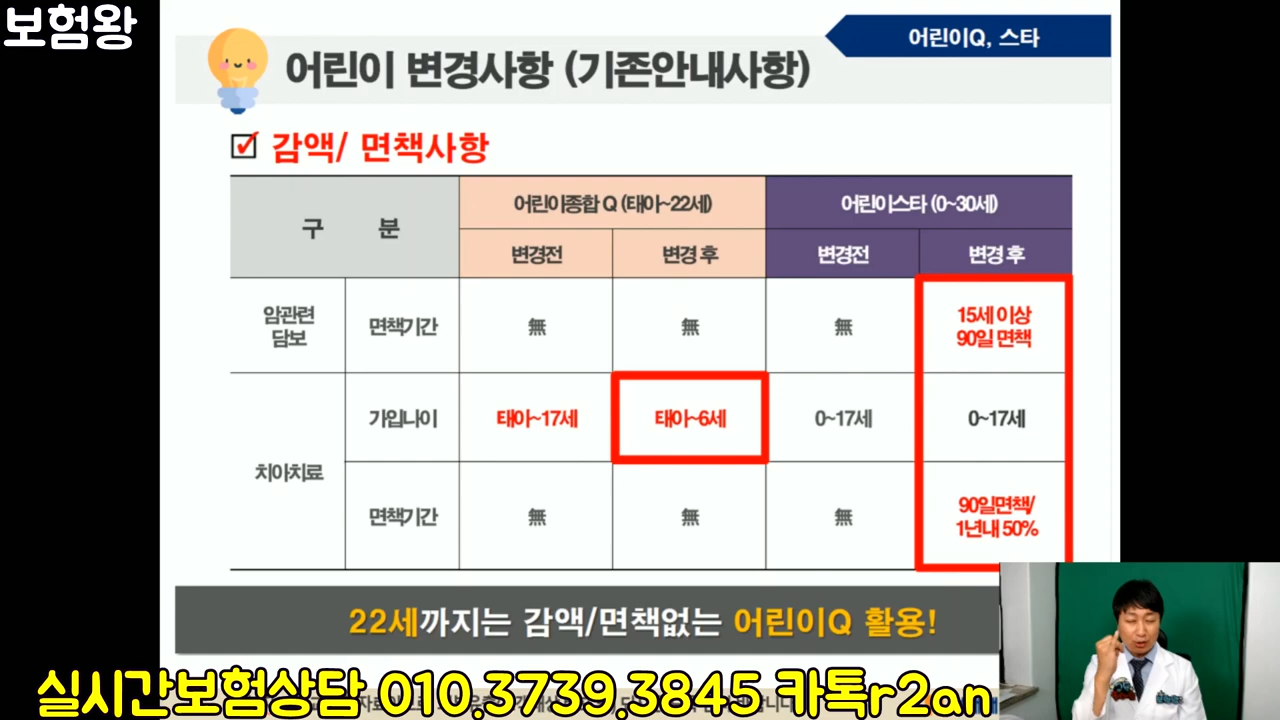 보험왕
어린이Q, 스타
어린이 변경사항 (기존안내사항)
감액/ 면책사항
구 분
어린이종합 Q (태아~22세)
어린이스타 (0~30세)
변경전
변경 후
변경전
변경 후
암관련
담보
면책기간
無
無
無
15세 이상
90일 면책
치아치료
가입나이
태아~17세
태아~6세
0~17세
0~17세
면책기간
無
無
無
90일면책/
1년내 50%
22세까지는 감액/면책없는 어린이Q 활용!
실시간보험상담 010.3739.3845 카톡r2an